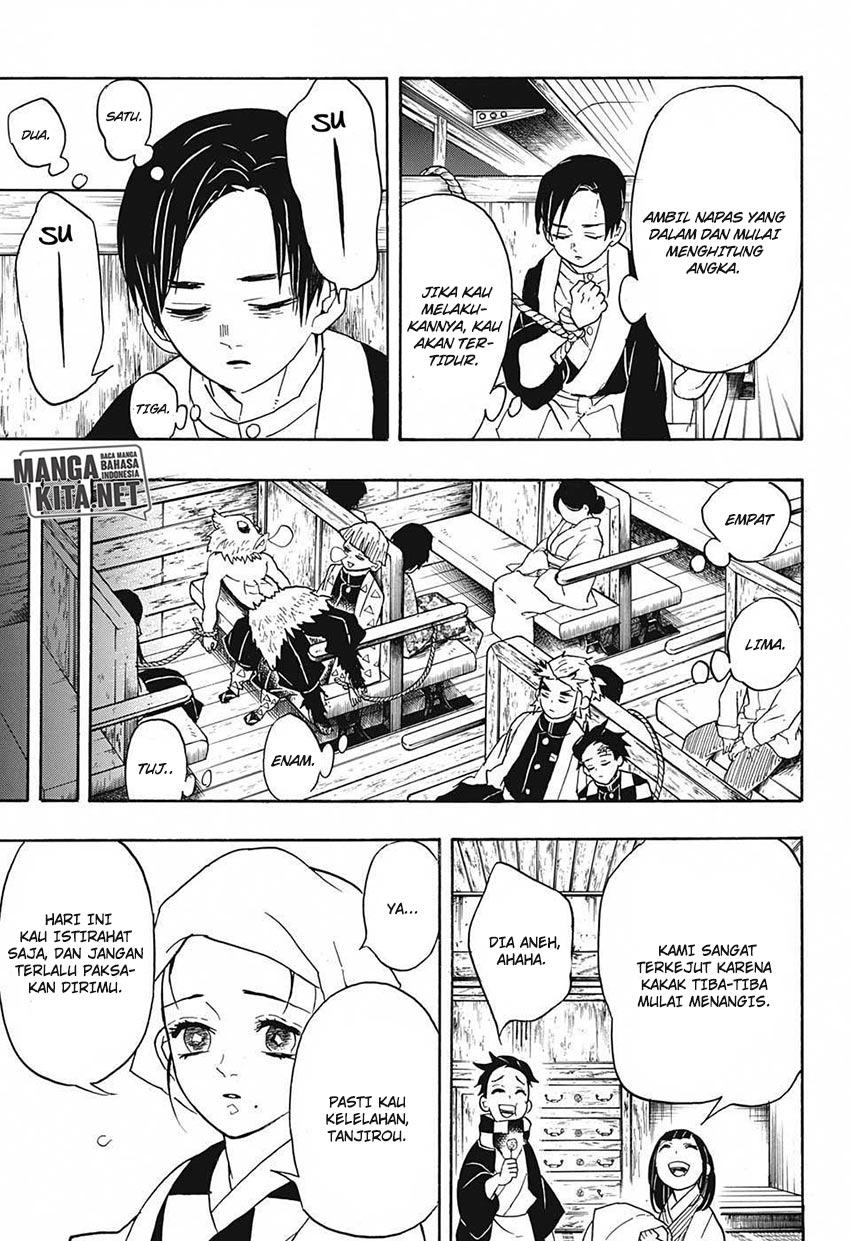 AMBIL NAPAS YANG
DALAM DAN MULAI
MENGHITUNG
ANGKA.
JIKA KAU
MELAKU-
KANNYA, KAU
AKAN TER-
TIDUR.
SU
SATU.
DUA.
SU
TIGA.
MANGA
KITA.NET
BACA MANGA
BAHASA
INDONESIA
EMPAT
LIMA.
ENAM.
TUJ..
KAMI SANGAT
TERKEJUT KARENA
KAKAK TIBA-TIBA
MULAI MENANGIS.
DIA ANEH,
AHAHA.
YA...
PASTI KAU
KELELAHAN,
TANJIROU.
HARI INI
KAU ISTIRAHAT
SAJA, DAN JANGAN
TERLALU PAKSA-
KAN DIRIMU.